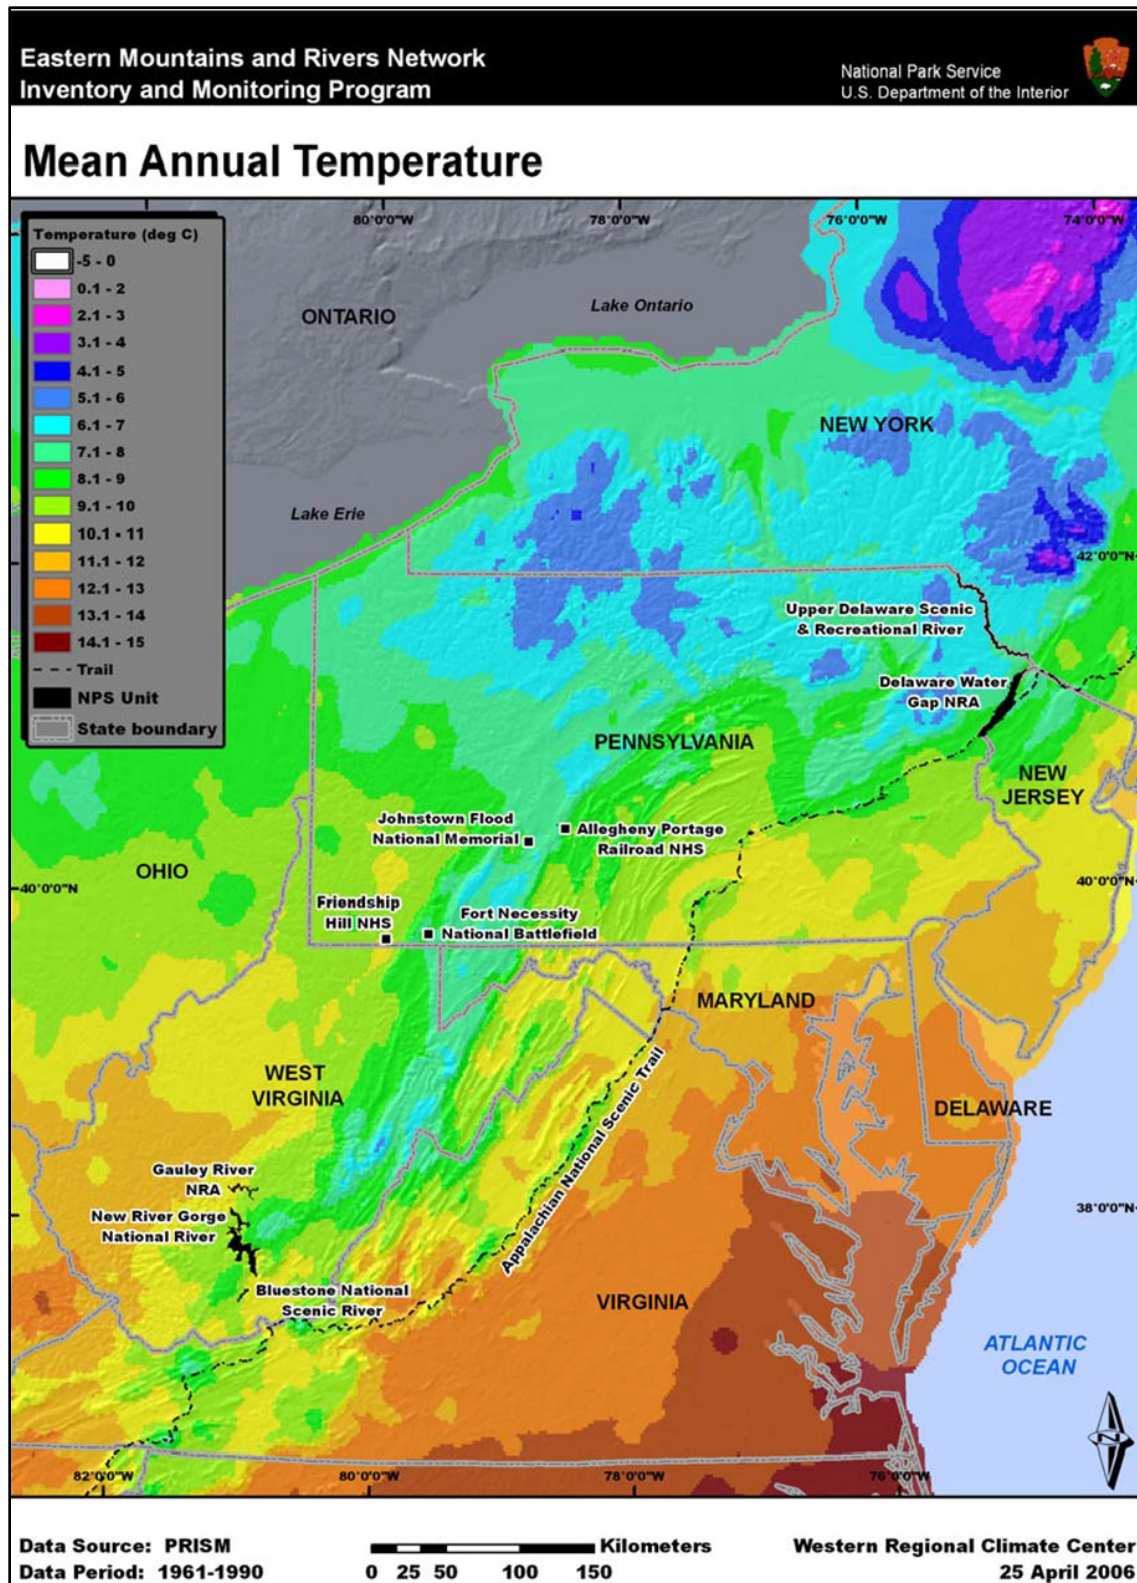 Eastern Mountains and Rivers Network
Inventory and Monitoring Program
National Park Service
U.S. Department of the Interior
Mean Annual Temperature
80°0'0"W
78°0'0"W
76°0'0"W
74°0'0"W
Temperature (deg C)
-5 - 0
0.1 - 2
2.1 - 3
3.1 - 4
4.1 - 5
5.1 - 6
6.1 - 7
7.1 - 8
8.1 - 9
9.1 - 10
10.1 - 11
11.1 - 12
12.1 - 13
13.1 - 14
14.1 - 15
Trail
NPS Unit
State boundary
ONTARIO
Lake Ontario
NEW YORK
Lake Erie
42°0'0"N
Upper Delaware Scenic
& Recreational River
Delaware Water
Gap NRA
PENNSYLVANIA
NEW
JERSEY
Johnstown Flood
National Memorial
Allegheny Portage
Railroad NHS
OHIO
40°0'0"N
40°0'0"N
Friendship
Hill NHS
Fort Necessity
National Battlefield
MARYLAND
WEST
VIRGINIA
DELAWARE
Appalachian National Scenic Trail
Gauley River
NRA
New River Gorge
National River
38°0'0"N
Bluestone National
Scenic River
VIRGINIA
ATLANTIC
OCEAN
N
82°0'0"W
80°0'0"W
78°0'0"W
76°0'0"W
Data Source: PRISM
Data Period: 1961-1990
Kilometers
0 25 50 100 150
Western Regional Climate Center
25 April 2006